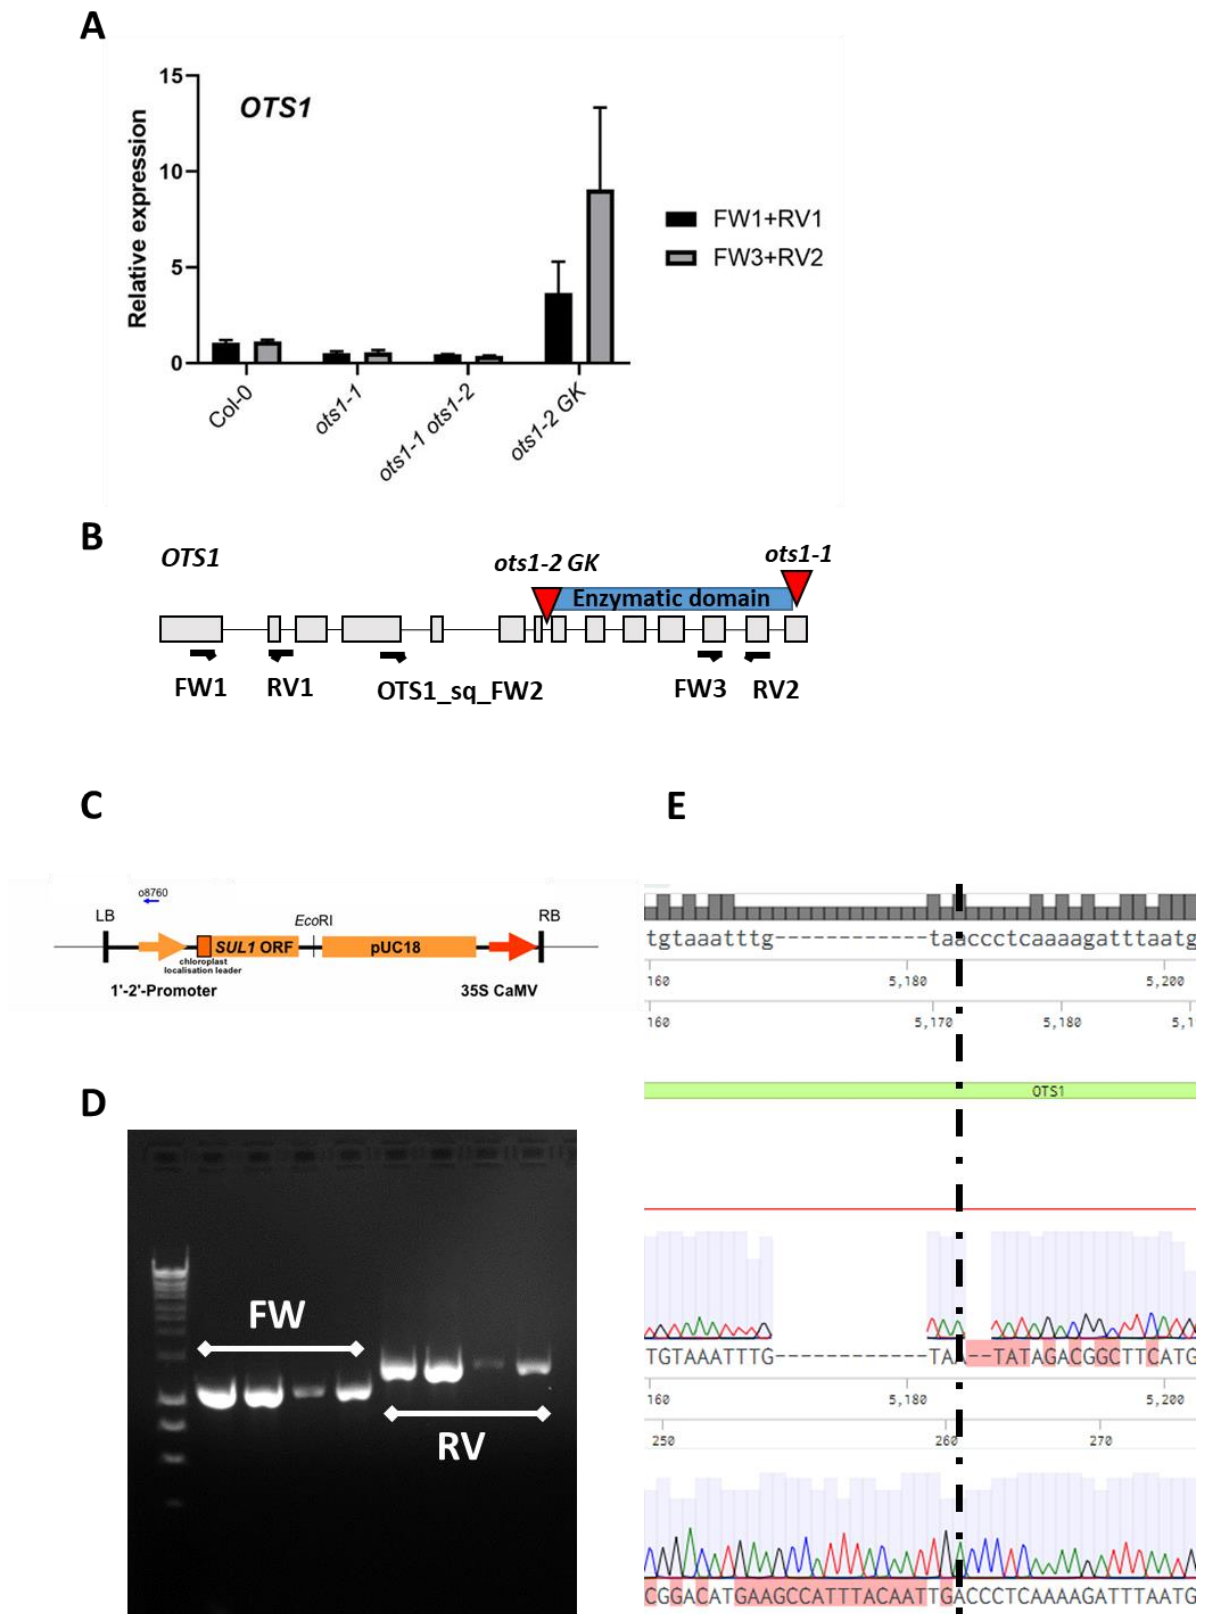 A
15
10
5
0
Relative expression
OTS1
FW1+RV1
FW3+RV2
Col-0
ots1-1
ots1-1 ots1-2
ots1-2 GK
B
OTS1
ots1-2 GK
ots1-1
Enzymatic domain
FW1
RV1
OTS1_sq_FW2
FW3
RV2
C
o8760
LB
EcoRI
RB
SUL1 ORF
pUC18
chloroplast
localisation leader
1'-2'-Promoter
35S CaMV
D
FW
RV
E
tgtaaatttg------------taaccctcaaaagatttaatg
160 5,180 5,200
160 5,170 5,180 5,1
OTS1
TGTAAATTTG------------TAA--TATAGACGGCTTCATG
160 5,180 5,200
250 260 270
CGGACATGAAGCCATTTACAATTGACCCTCAAAAGATTTAATG